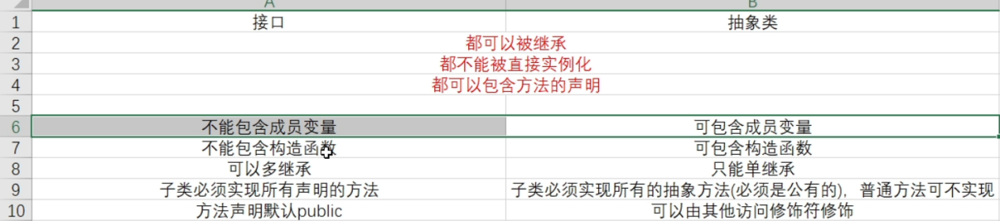 A B
1 接口 抽象类
2 都可以被继承
3 都不能被直接实例化
4 都可以包含方法的声明
5
6 不能包含成员变量 可包含成员变量
7 不能包含构造函数 可包含构造函数
8 可以多继承 只能单继承
9 子类必须实现所有声明的方法 子类必须实现所有的抽象方法(必须是公有的)，普通方法可不实现
10 方法声明默认public 可以由其他访问修饰符修饰